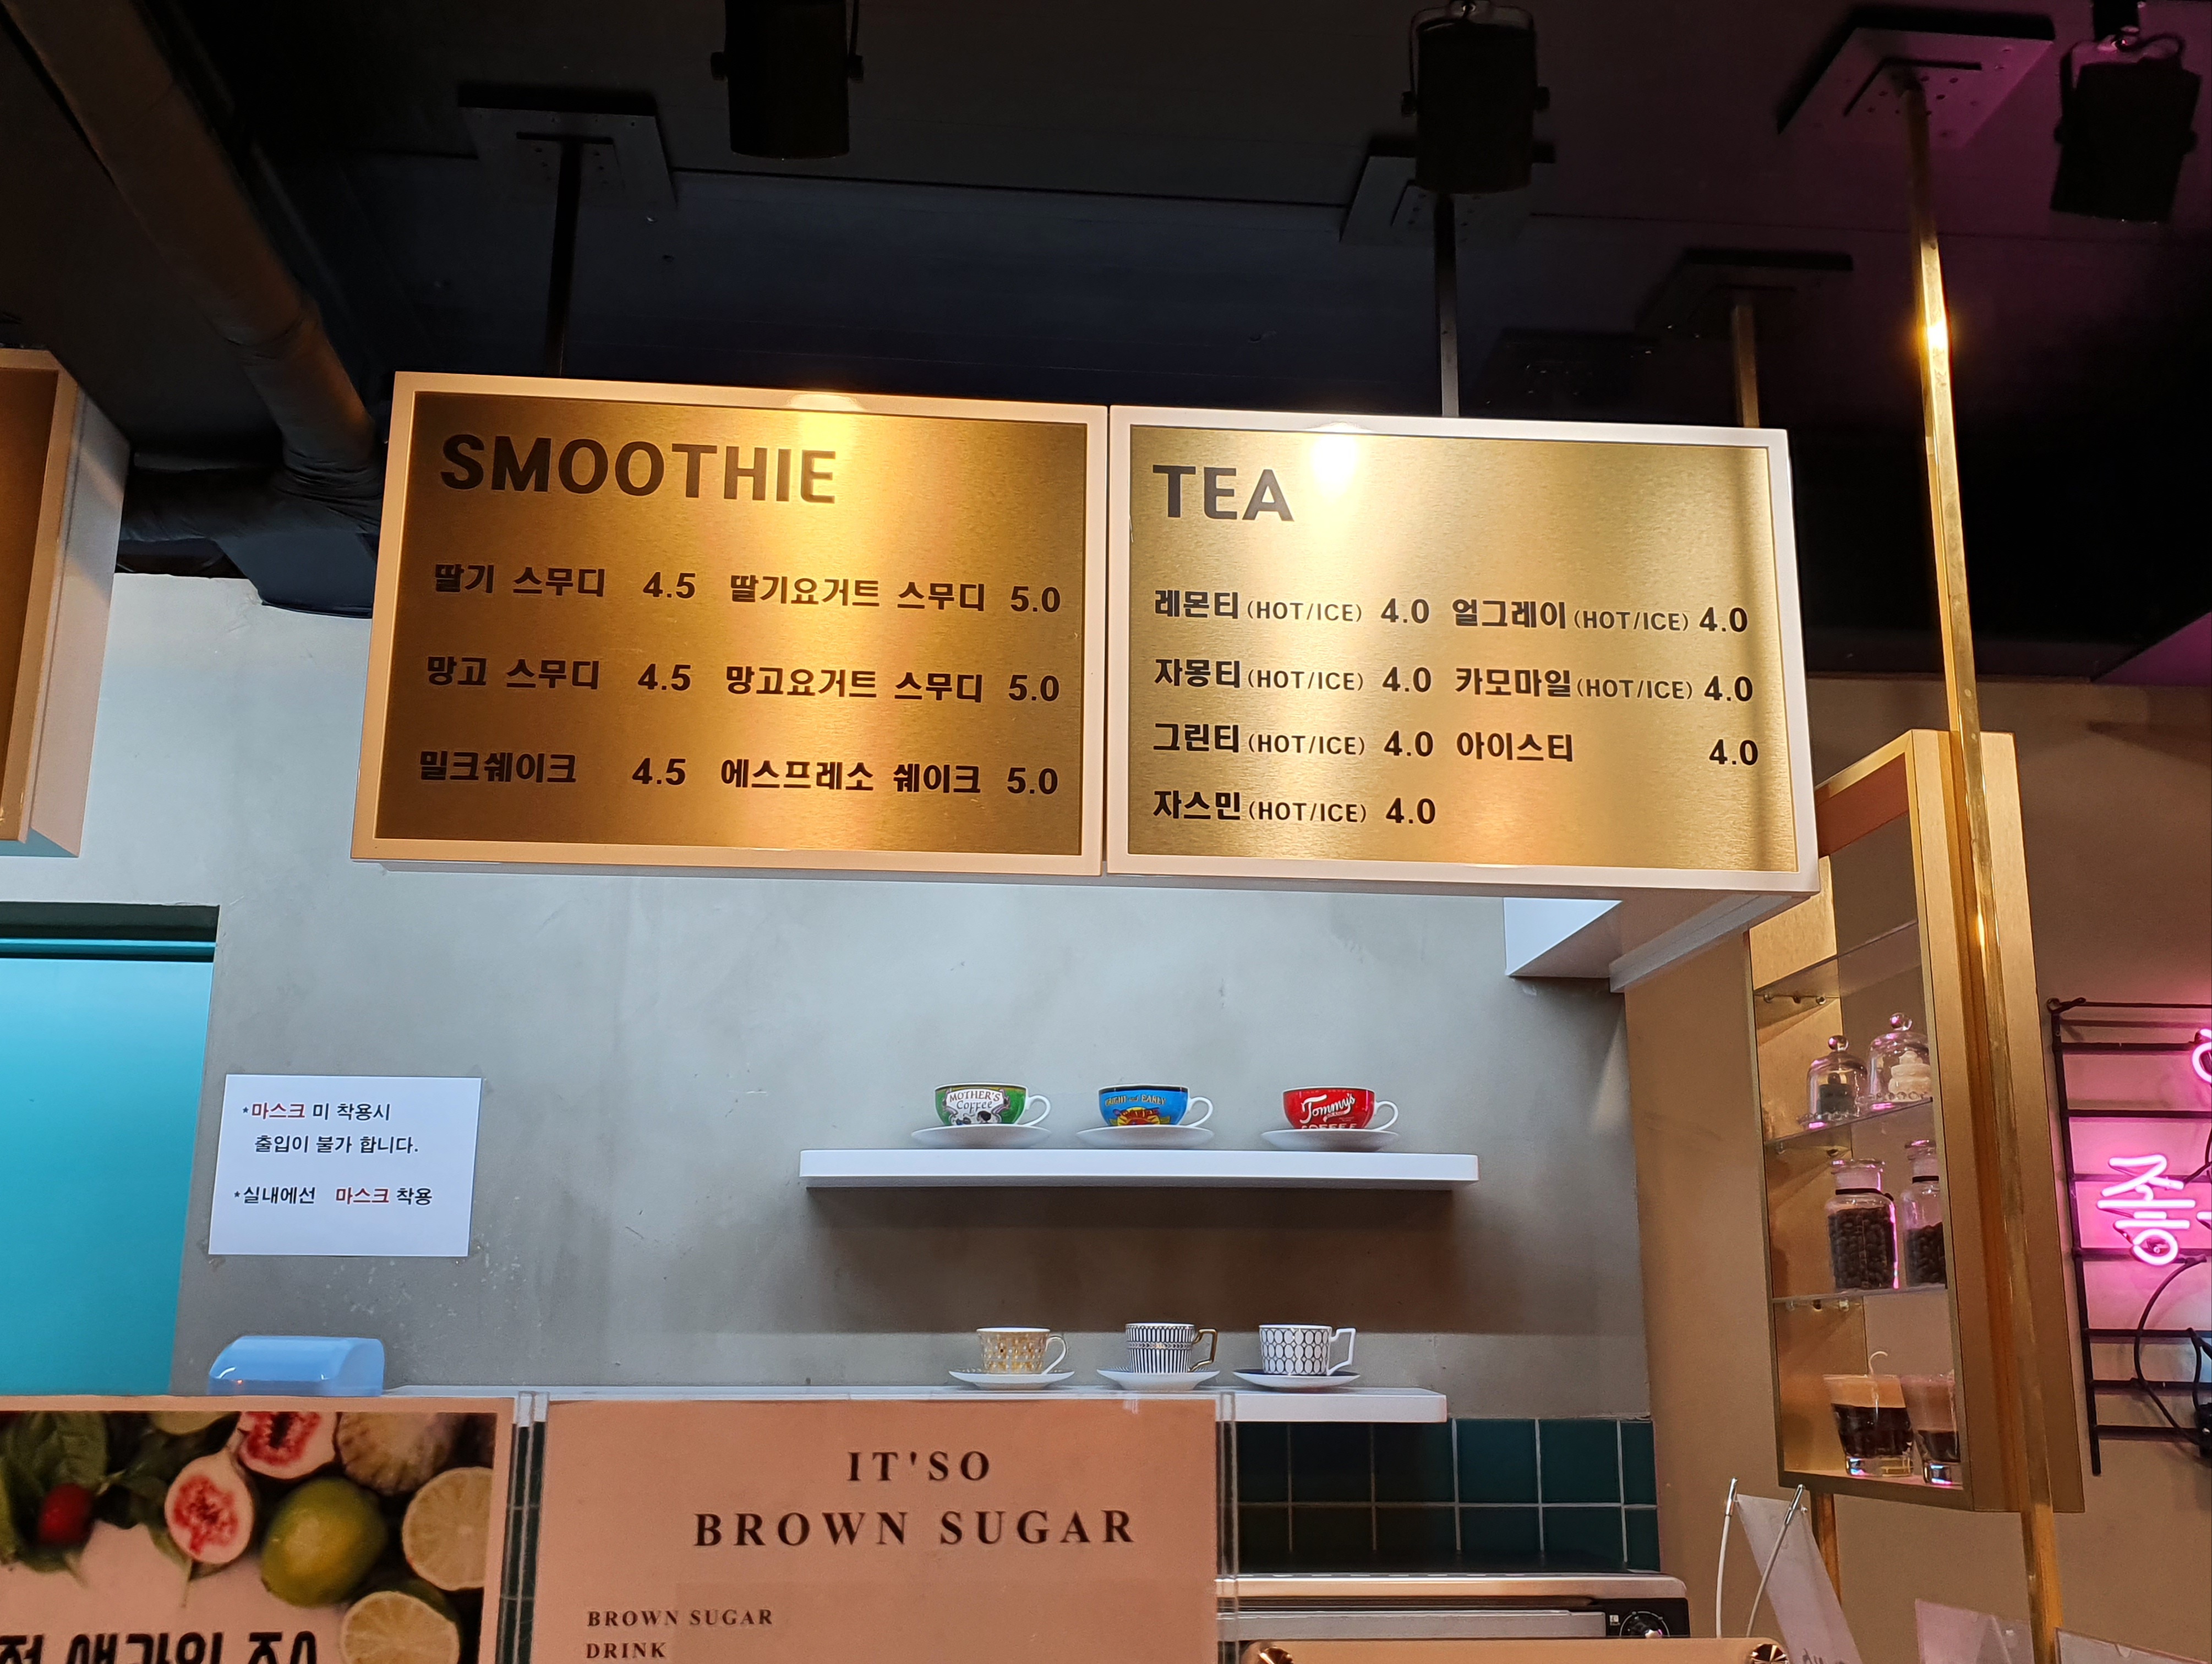 SMOOTHIE
딸기 스무디 4.5 딸기요거트 스무디 5.0
망고 스무디 4.5 망고요거트 스무디 5.0
밀크쉐이크 4.5 에스프레소 쉐이크 5.0
TEA
레몬티(HOT/ICE) 4.0 얼그레이(HOT/ICE) 4.0
자몽티(HOT/ICE) 4.0 카모마일(HOT/ICE) 4.0
그린티(HOT/ICE) 4.0 아이스티 4.0
자스민(HOT/ICE) 4.0
*마스크 미 착용시
출입이 불가 합니다.
*실내에선 마스크 착용
MOTHER'S
Coffee
Tommy's
COFFEE
좋
IT'SO
BROWN SUGAR
BROWN SUGAR
DRINK